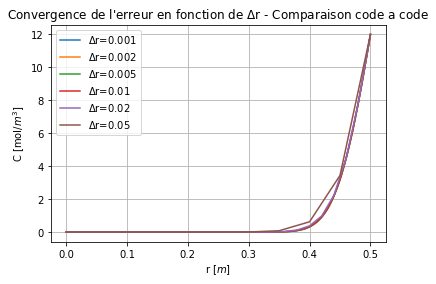 Convergence de l'erreur en fonction de Δr - Comparaison code a code
Δr=0.001
Δr=0.002
Δr=0.005
Δr=0.01
Δr=0.02
Δr=0.05
C [mol/m³]
12
10
8
6
4
2
0
0.0 0.1 0.2 0.3 0.4 0.5
r [m]